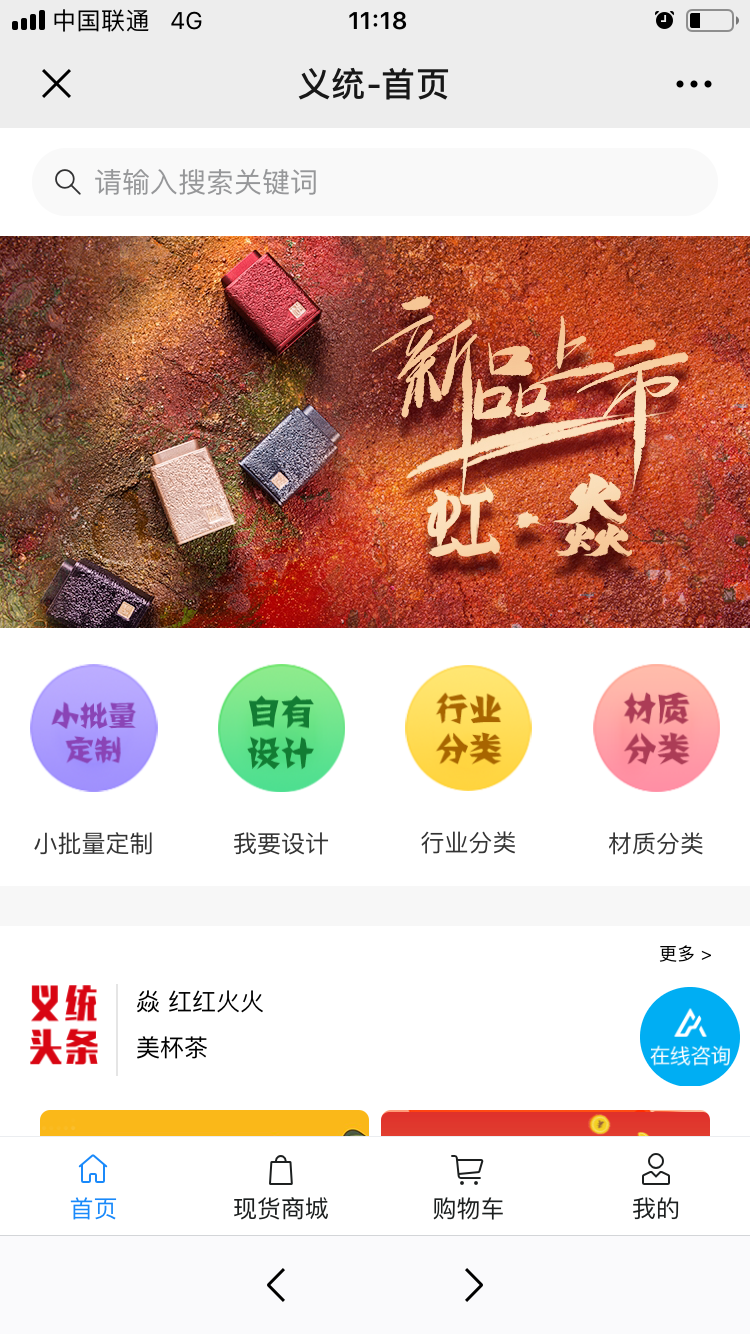 中国联通 4G 11:18
义统-首页
请输入搜索关键词
新品上市
虹·焱
小批量
定制
自有
设计
行业
分类
材质
分类
小批量定制
我要设计
行业分类
材质分类
更多 >
义统
头条
焱 红红火火
美杯茶
在线咨询
首页
现货商城
购物车
我的